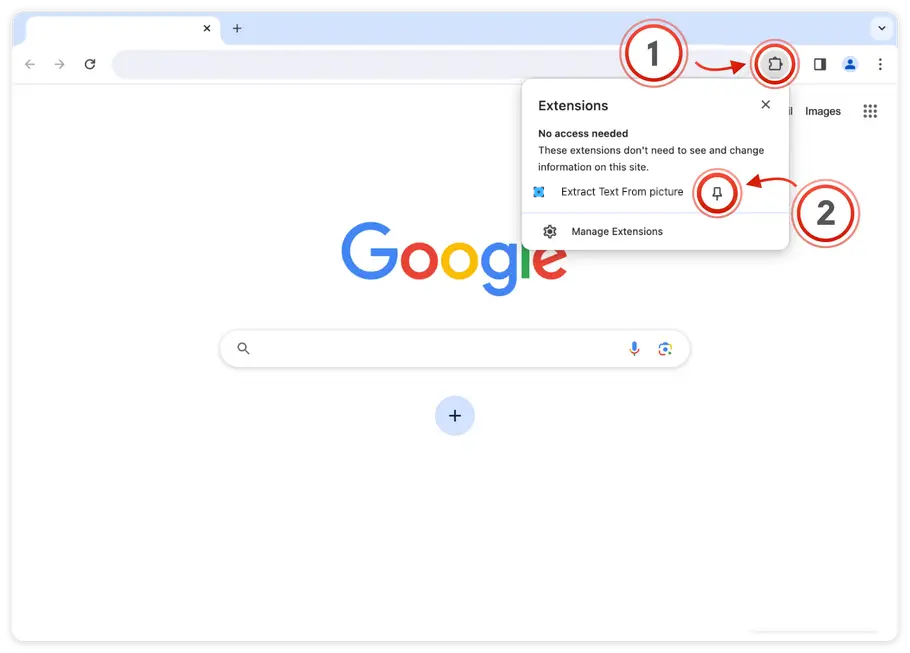 1
Extensions
Images
No access needed
These extensions don't need to see and change
information on this site.
Extract Text From picture
2
Manage Extensions
Google